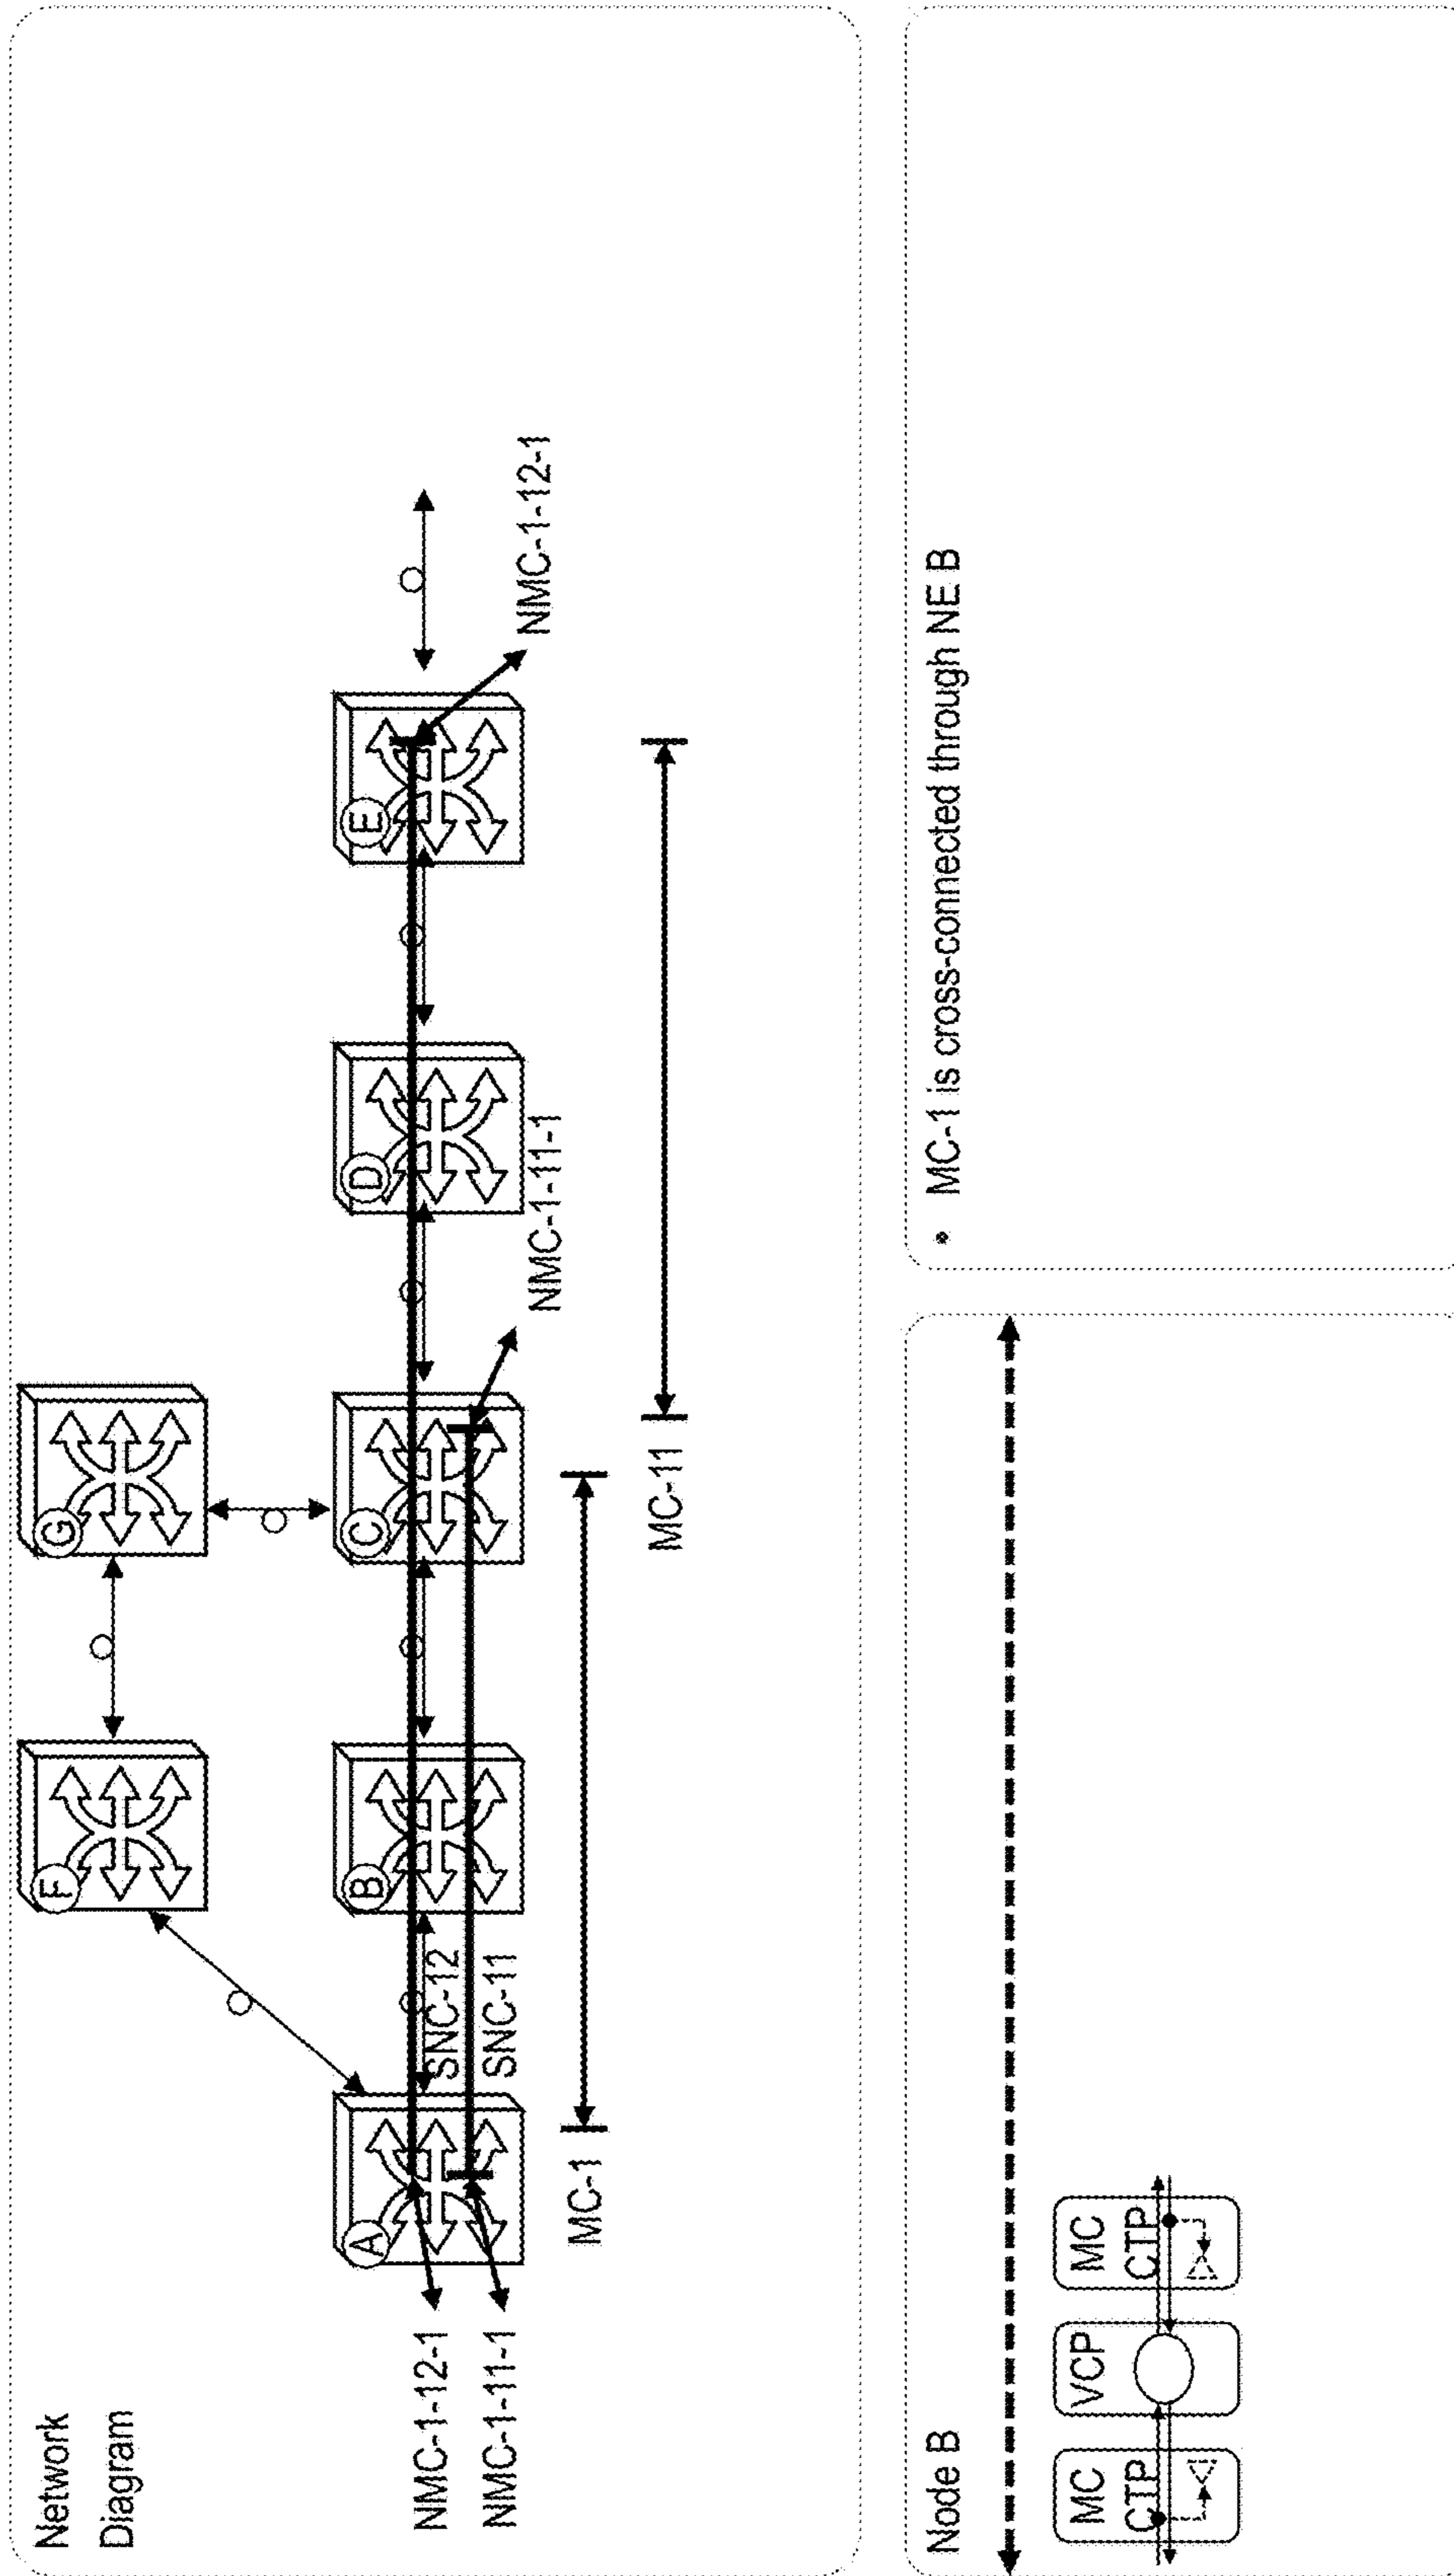 Network
Diagram
F
G
A
B
C
D
E
NMC-1-12-1
SNC-12
NMC-1-12-1
NMC-1-11-1
SNC-11
NMC-1-11-1
MC-1
MC-11
Node B
MC
CTP
VCP
MC
CTP
• MC-1 is cross-connected through NE B